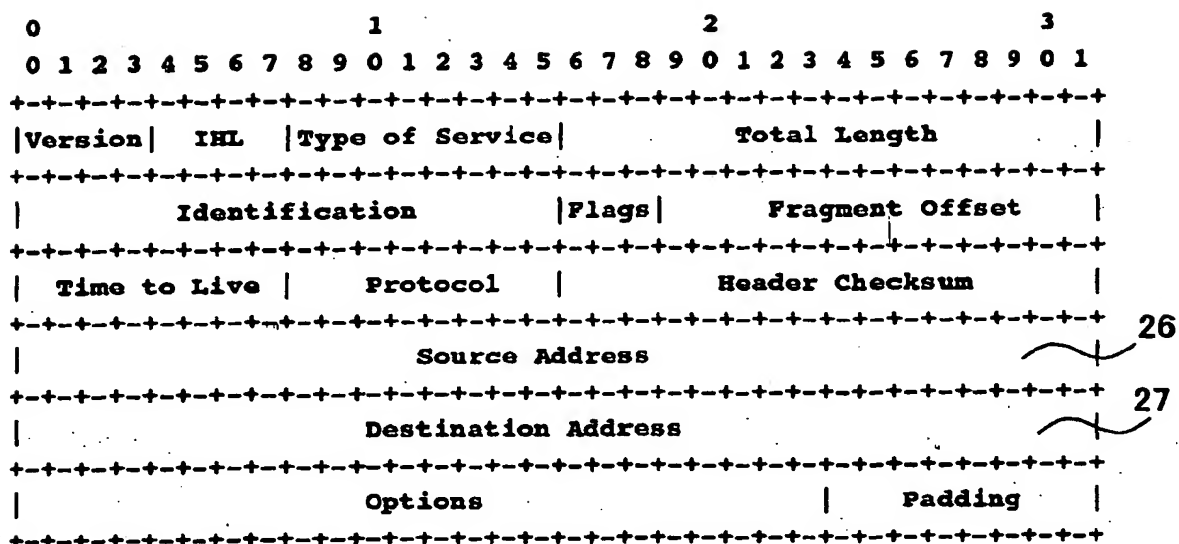 0 1 2 3
0 1 2 3 4 5 6 7 8 9 0 1 2 3 4 5 6 7 8 9 0 1 2 3 4 5 6 7 8 9 0 1
+-+-+-+-+-+-+-+-+-+-+-+-+-+-+-+-+-+-+-+-+-+-+-+-+-+-+-+-+-+-+-+-+
|Version| IHL |Type of Service| Total Length |
+-+-+-+-+-+-+-+-+-+-+-+-+-+-+-+-+-+-+-+-+-+-+-+-+-+-+-+-+-+-+-+-+
| Identification |Flags| Fragment Offset |
+-+-+-+-+-+-+-+-+-+-+-+-+-+-+-+-+-+-+-+-+-+-+-+-+-+-+-+-+-+-+-+-+
| Time to Live | Protocol | Header Checksum |
+-+-+-+-+-+-+-+-+-+-+-+-+-+-+-+-+-+-+-+-+-+-+-+-+-+-+-+-+-+-+-+-+
| Source Address | 26
+-+-+-+-+-+-+-+-+-+-+-+-+-+-+-+-+-+-+-+-+-+-+-+-+-+-+-+-+-+-+-+-+
| Destination Address | 27
+-+-+-+-+-+-+-+-+-+-+-+-+-+-+-+-+-+-+-+-+-+-+-+-+-+-+-+-+-+-+-+-+
| Options | Padding |
+-+-+-+-+-+-+-+-+-+-+-+-+-+-+-+-+-+-+-+-+-+-+-+-+-+-+-+-+-+-+-+-+